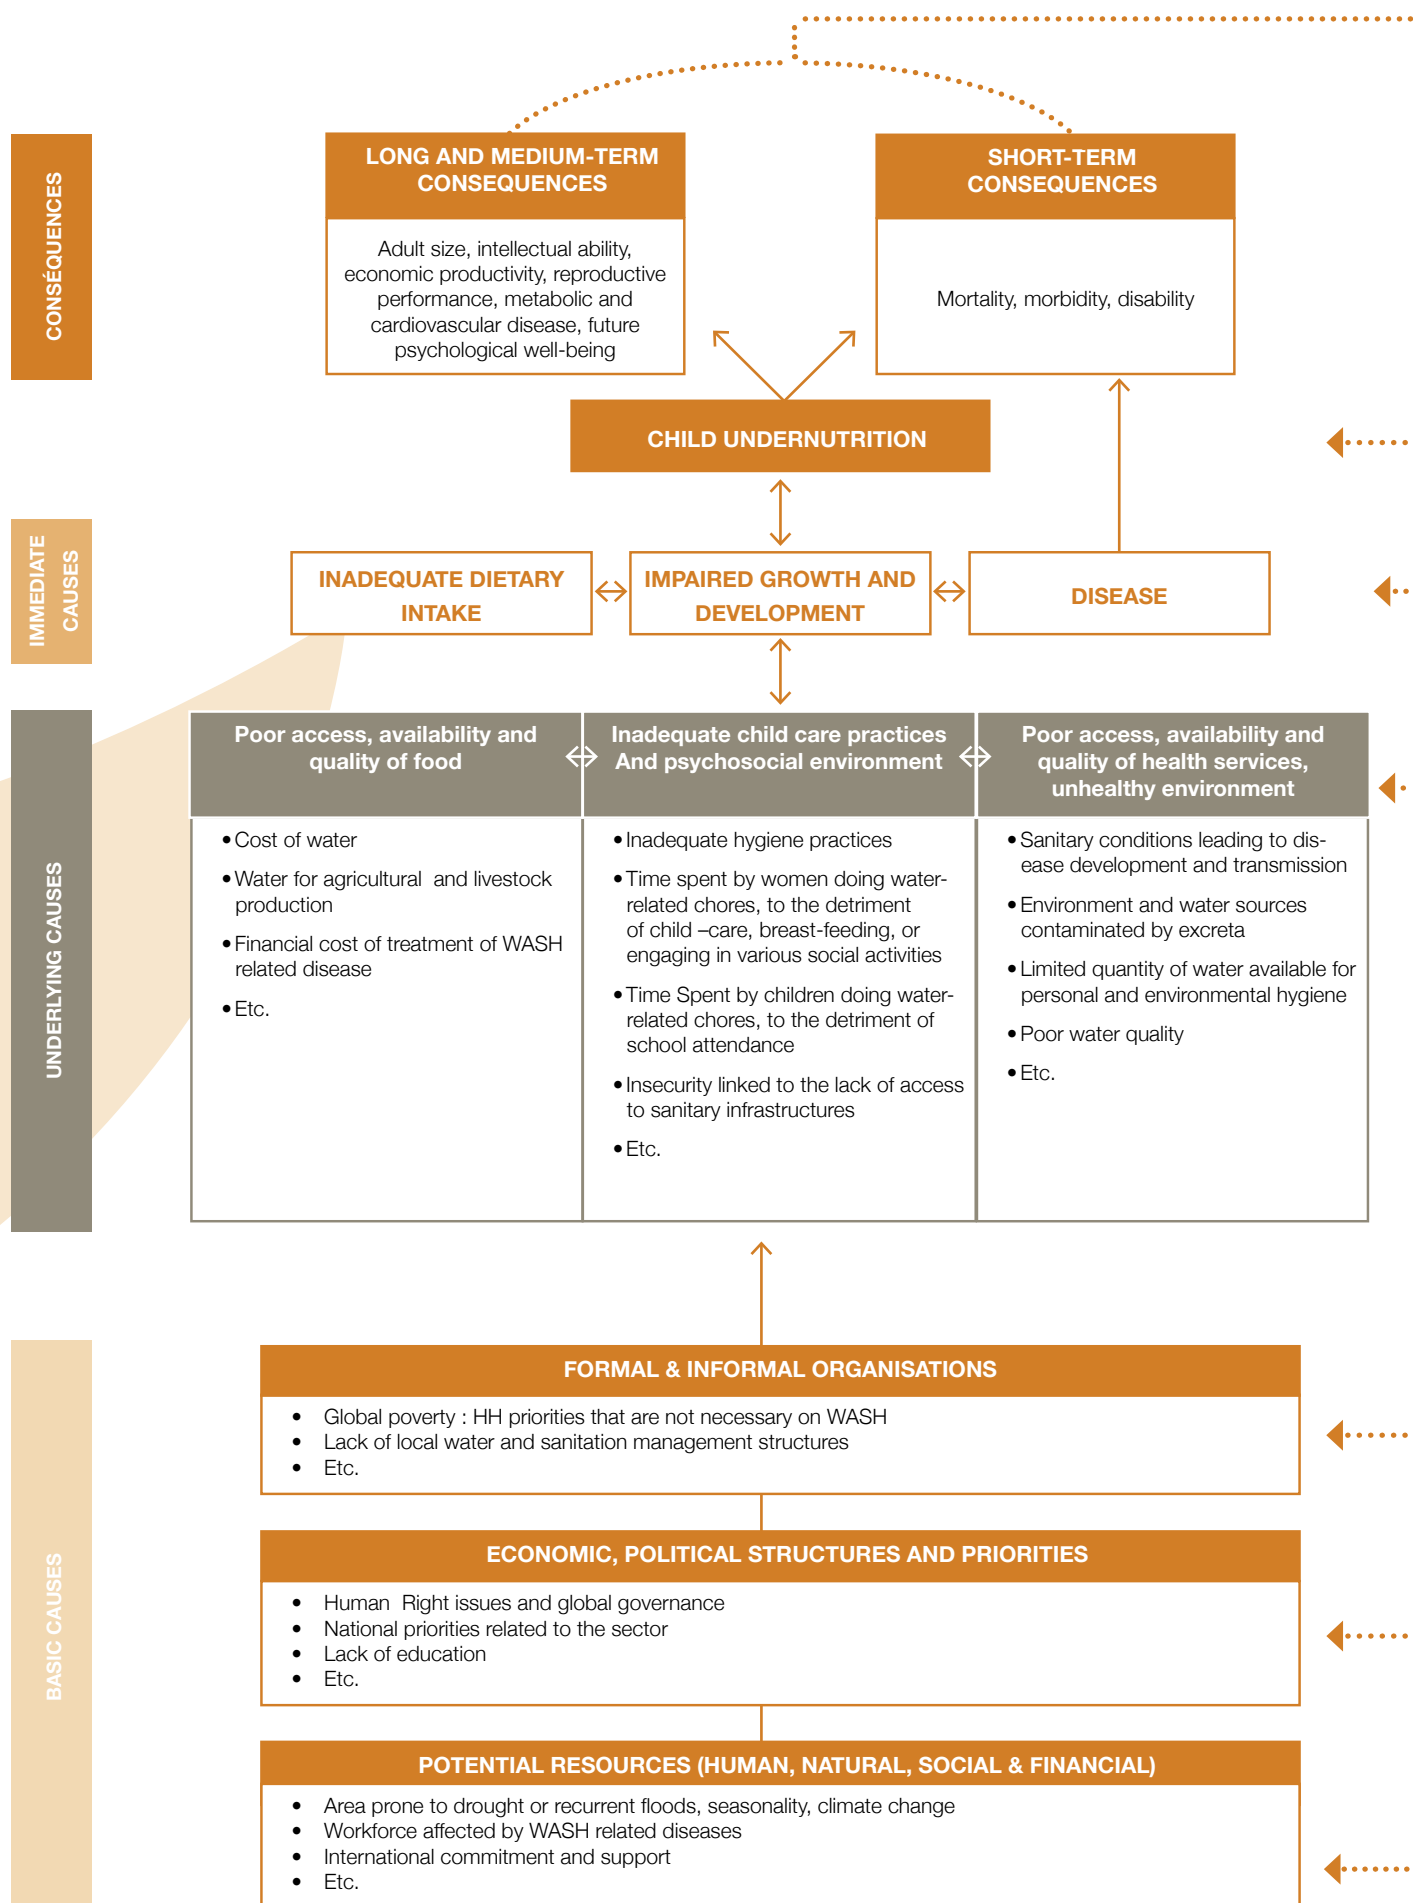 CONSÉQUENCES
LONG AND MEDIUM-TERM
CONSEQUENCES
Adult size, intellectual ability,
economic productivity, reproductive
performance, metabolic and
cardiovascular disease, future
psychological well-being
SHORT-TERM
CONSEQUENCES
Mortality, morbidity, disability
CHILD UNDERNUTRITION
IMMEDIATE
CAUSES
INADEQUATE DIETARY
INTAKE
IMPAIRED GROWTH AND
DEVELOPMENT
DISEASE
UNDERLYING CAUSES
Poor access, availability and
quality of food
•Cost of water
•Water for agricultural and livestock
production
•Financial cost of treatment of WASH
related disease
•Etc.
Inadequate child care practices
And psychosocial environment
•Inadequate hygiene practices
•Time spent by women doing water-
related chores, to the detriment
of child –care, breast-feeding, or
engaging in various social activities
•Time Spent by children doing water-
related chores, to the detriment of
school attendance
•Insecurity linked to the lack of access
to sanitary infrastructures
•Etc.
Poor access, availability and
quality of health services,
unhealthy environment
•Sanitary conditions leading to dis-
ease development and transmission
•Environment and water sources
contaminated by excreta
•Limited quantity of water available for
personal and environmental hygiene
•Poor water quality
•Etc.
BASIC CAUSES
FORMAL & INFORMAL ORGANISATIONS
• Global poverty : HH priorities that are not necessary on WASH
• Lack of local water and sanitation management structures
• Etc.
ECONOMIC, POLITICAL STRUCTURES AND PRIORITIES
• Human Right issues and global governance
• National priorities related to the sector
• Lack of education
• Etc.
POTENTIAL RESOURCES (HUMAN, NATURAL, SOCIAL & FINANCIAL)
• Area prone to drought or recurrent floods, seasonality, climate change
• Workforce affected by WASH related diseases
• International commitment and support
• Etc.